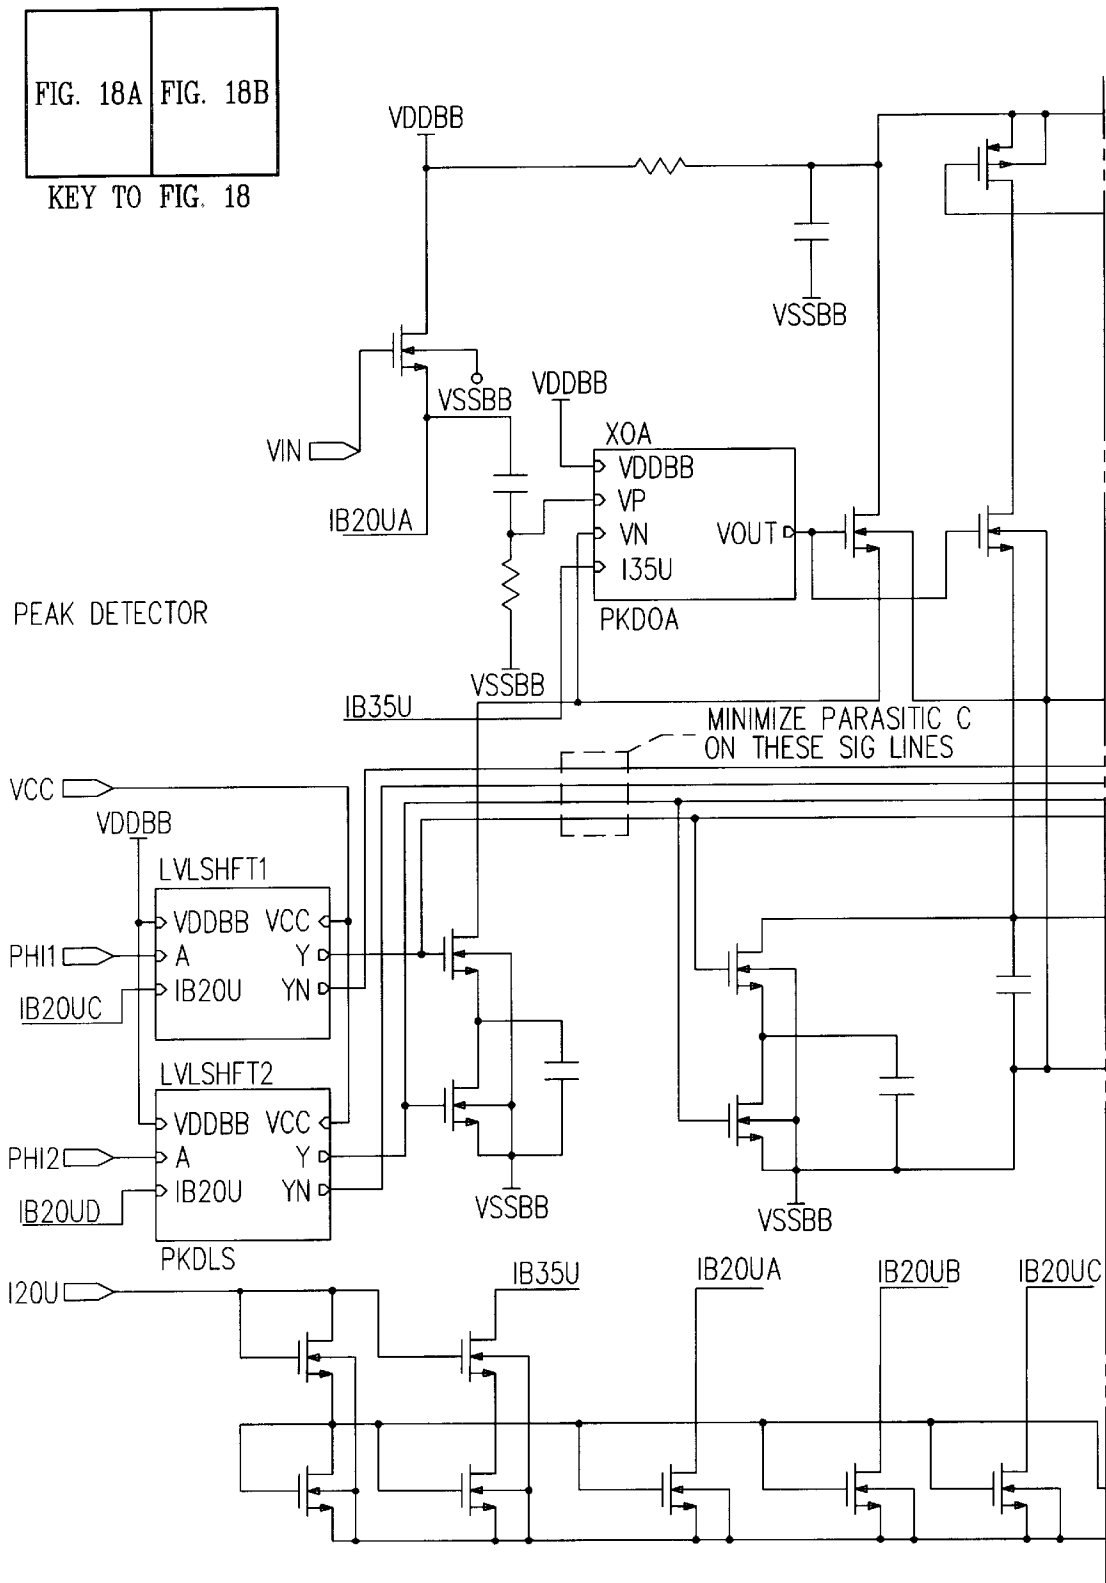 FIG. 18A FIG. 18B
KEY TO FIG. 18
VDDBB
VSSBB
VSSBB
VDDBB
VIN
X0A
VDDBB
VP
VN
I35U
VOUT
IB20UA
PKDOA
PEAK DETECTOR
VSSBB
IB35U
MINIMIZE PARASITIC C
ON THESE SIG LINES
VCC
VDDBB
LVLSHFT1
VDDBB VCC
PHI1
A Y
IB20U YN
IB20UC
LVLSHFT2
VDDBB VCC
PHI2
A Y
IB20U YN
IB20UD
VSSBB
VSSBB
PKDLS
I20U
IB35U
IB20UA
IB20UB
IB20UC